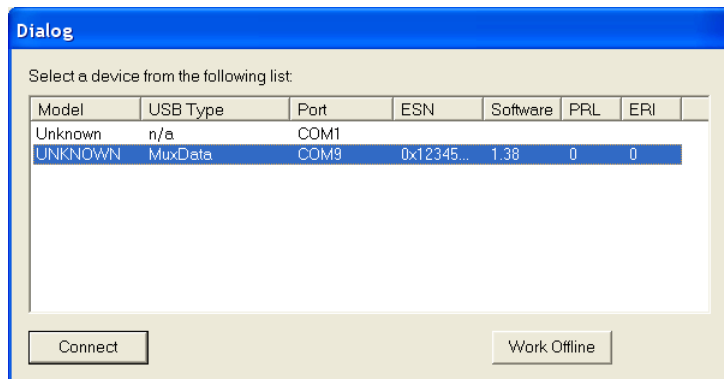 Dialog
Select a device from the following list:
Model USB Type Port ESN Software PRL ERI
Unknown n/a COM1
UNKNOWN MuxData COM9 0x12345... 1.38 0 0
Connect Work Offline